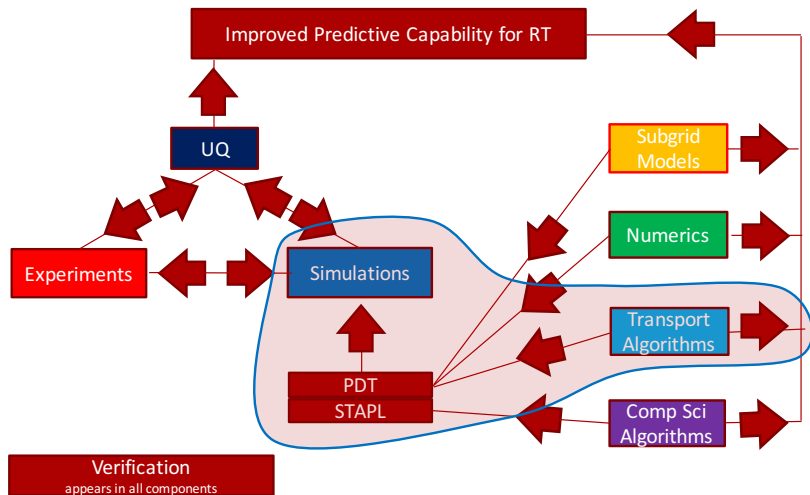 Improved Predictive Capability for RT
UQ
Subgrid
Models
Numerics
Experiments
Simulations
Transport
Algorithms
PDT
STAPL
Comp Sci
Algorithms
Verification
appears in all components